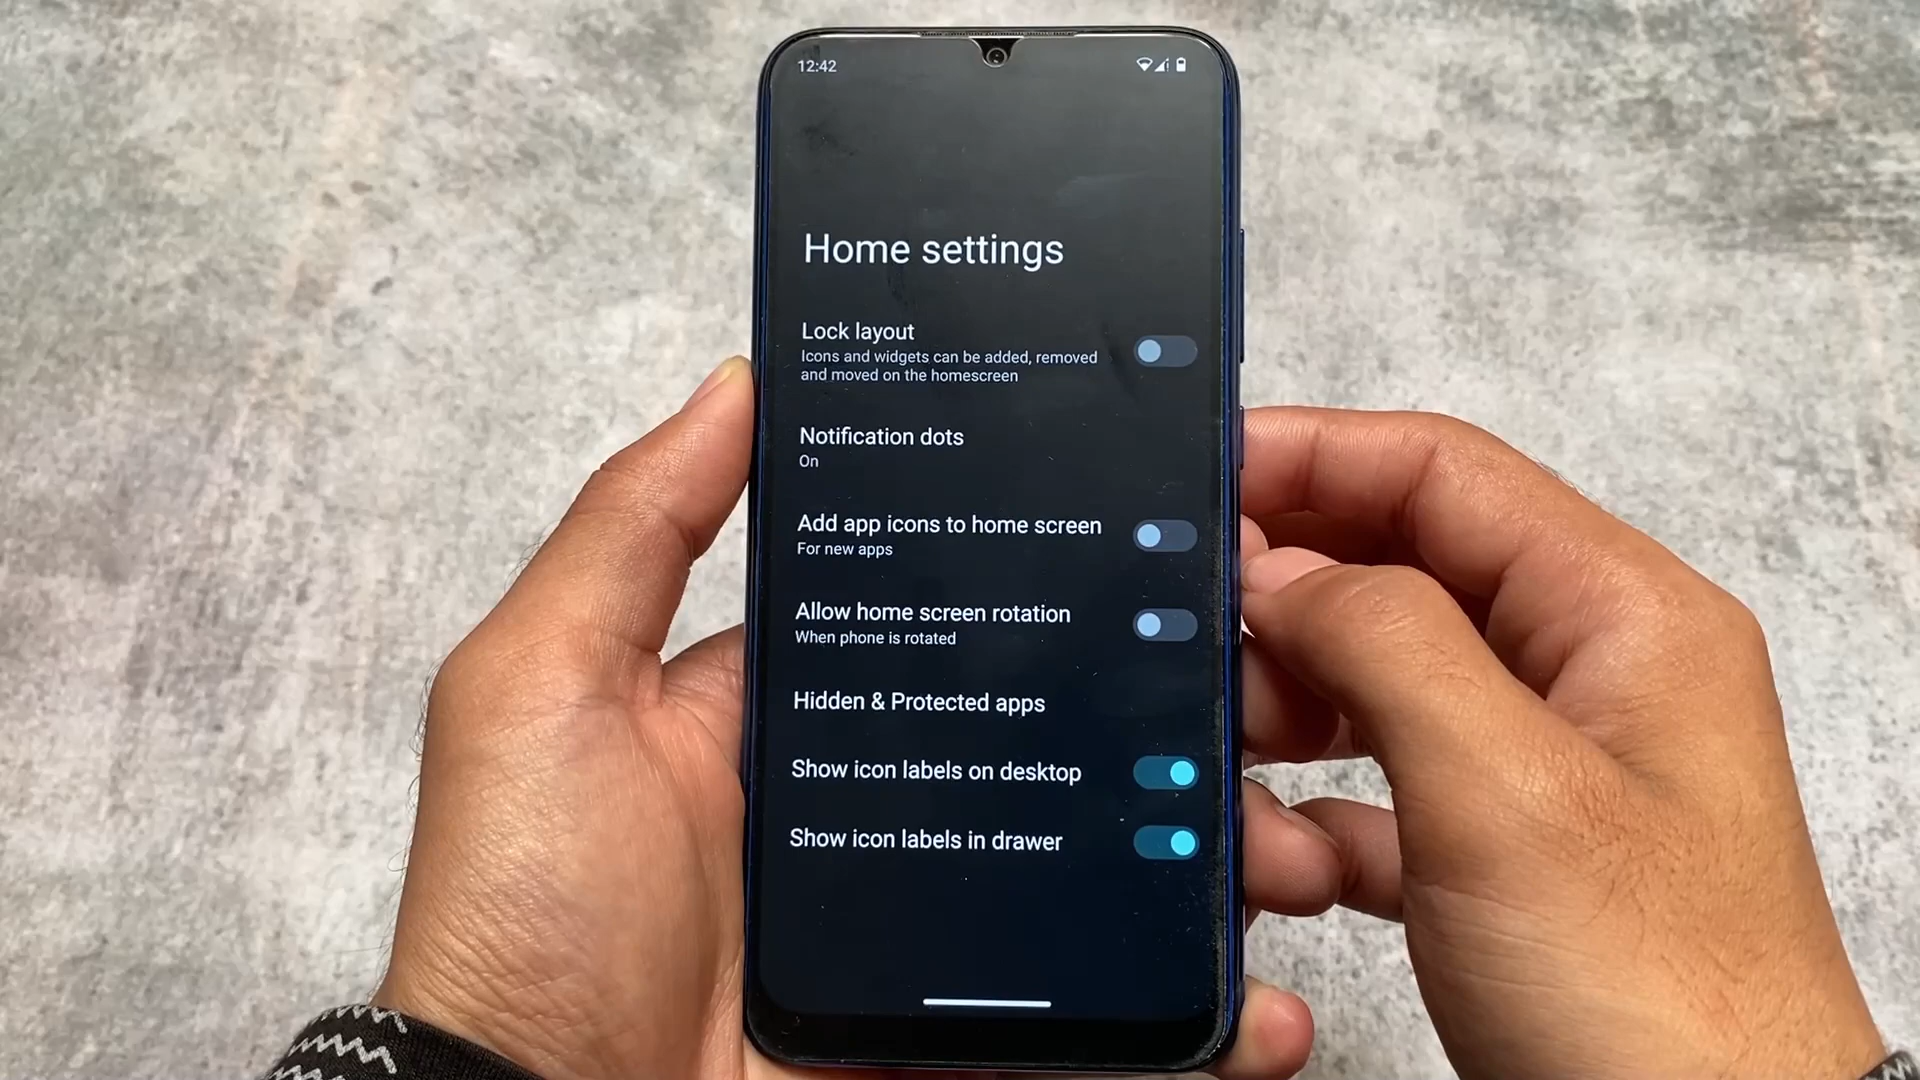 12:42
Home settings
Lock layout
Icons and widgets can be added, removed
and moved on the homescreen
Notification dots
On
Add app icons to home screen
For new apps
Allow home screen rotation
When phone is rotated
Hidden & Protected apps
Show icon labels on desktop
Show icon labels in drawer